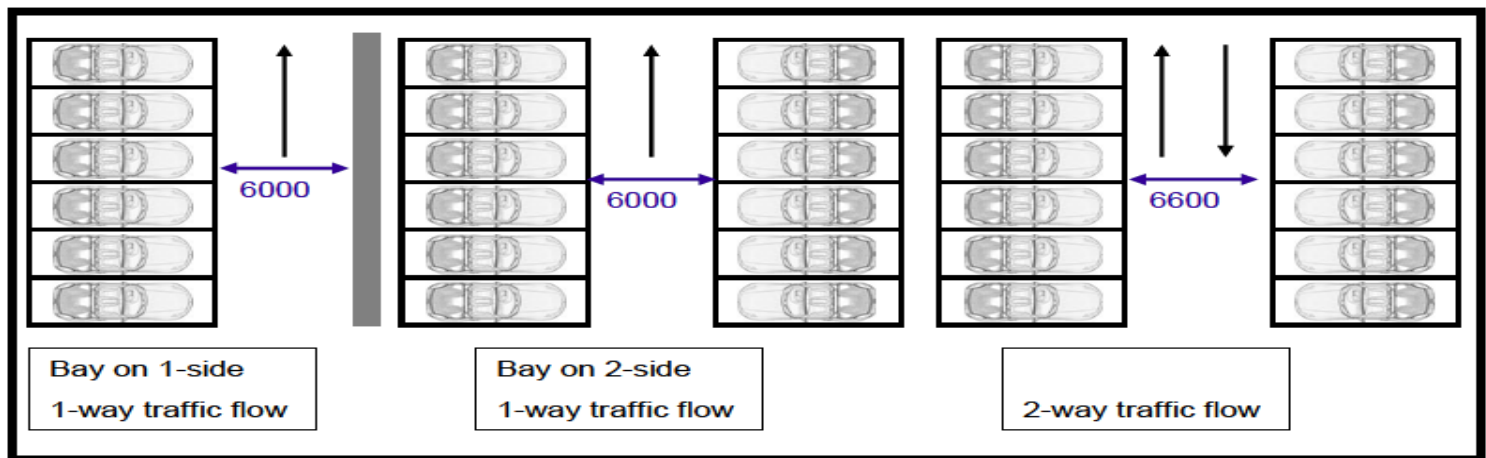 6000
6000
6600
Bay on 1-side
1-way traffic flow
Bay on 2-side
1-way traffic flow
2-way traffic flow